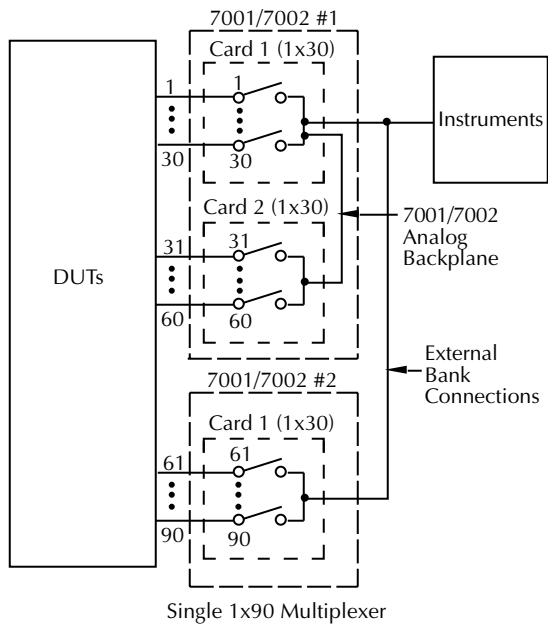 7001/7002 #1
Card 1 (1x30)
1
1
30
30
Instruments
Card 2 (1x30)
7001/7002
Analog
Backplane
31
31
DUTs
60
60
External
Bank
Connections
7001/7002 #2
Card 1 (1x30)
61
61
90
90
Single 1x90 Multiplexer